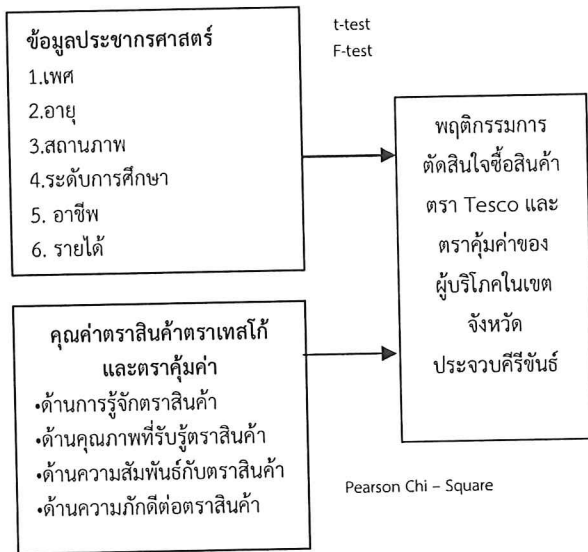 ข้อมูลประชากรศาสตร์
1.เพศ
2.อายุ
3.สถานภาพ
4.ระดับการศึกษา
5. อาชีพ
6. รายได้
t-test
F-test
พฤติกรรมการ
ตัดสินใจซื้อสินค้า
ตรา Tesco และ
ตราคุ้มค่าของ
ผู้บริโภคในเขต
จังหวัด
ประจวบคีรีขันธ์
คุณค่าตราสินค้าตราเทสโก้
และตราคุ้มค่า
•ด้านการรู้จักตราสินค้า
•ด้านคุณภาพที่รับรู้ตราสินค้า
•ด้านความสัมพันธ์กับตราสินค้า
•ด้านความภักดีต่อตราสินค้า
Pearson Chi – Square